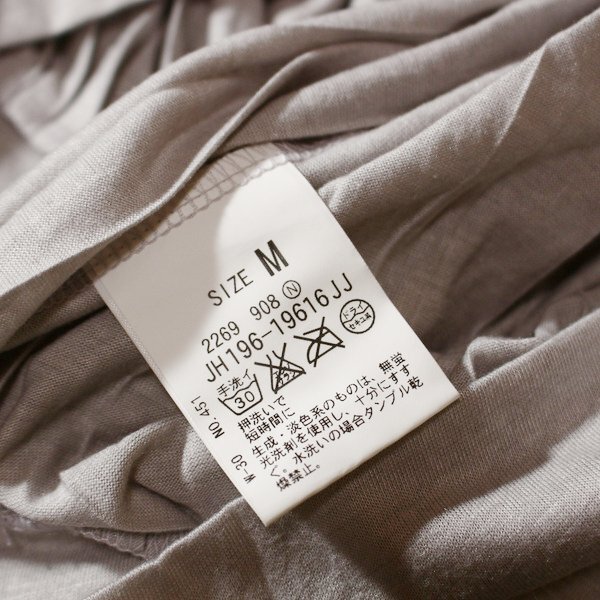 SIZE M
2269 908 Ⓝ
JH196-19616JJ
手洗イ
30
ドライ
セキユ系
押洗いで
短時間に
生成・淡色系のものは、無蛍
光洗剤を使用し、十分にすす
ぐ。水洗いの場合タンブル乾
燥禁止。
NO.451
W-30